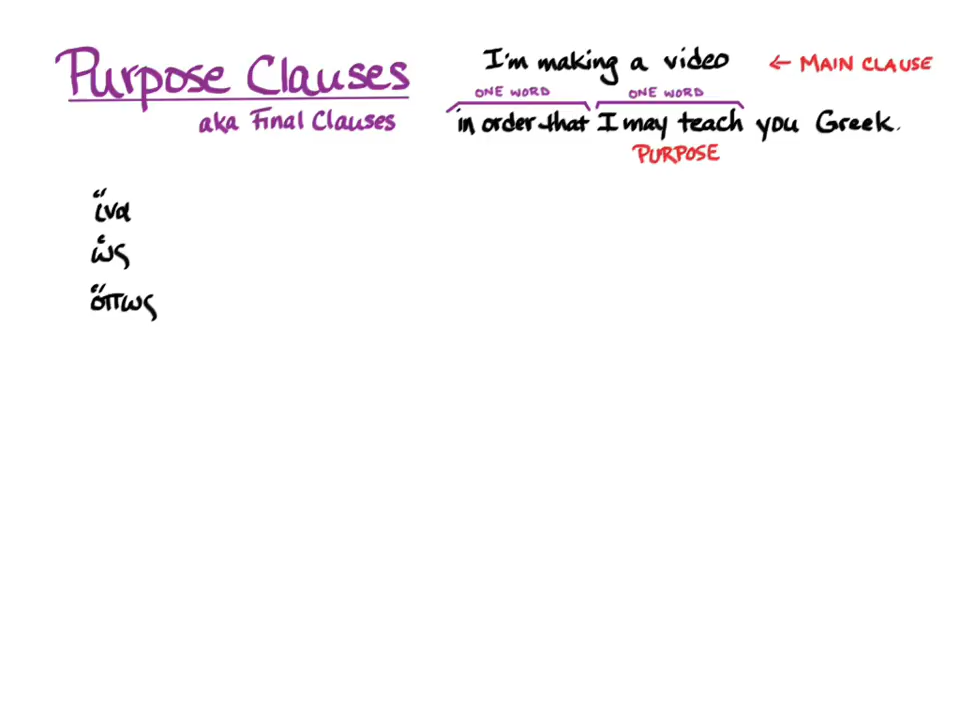 Purpose Clauses
aka Final Clauses
I'm making a video ← MAIN CLAUSE
ONE WORD ONE WORD
in order that I may teach you Greek.
PURPOSE
ἵνα
ὡς
ὅπως